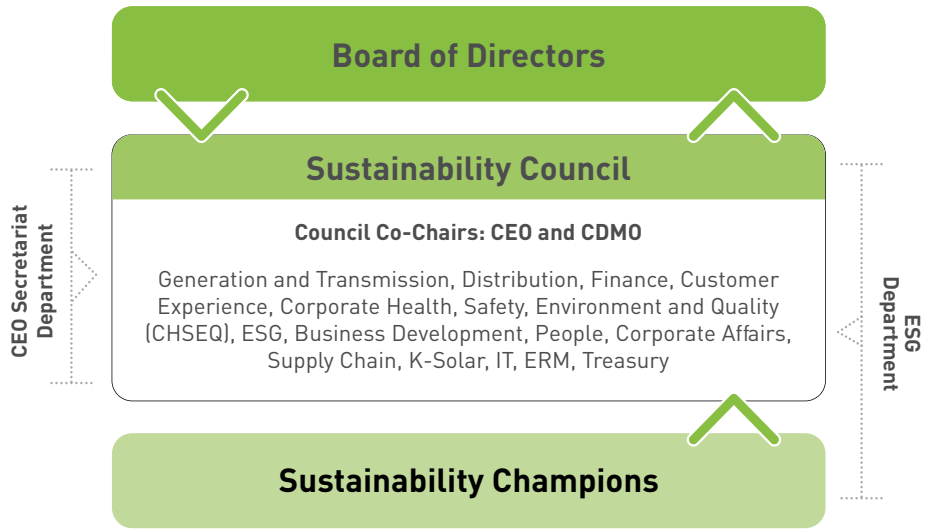 Board of Directors
Sustainability Council
Council Co-Chairs: CEO and CDMO
Generation and Transmission, Distribution, Finance, Customer
Experience, Corporate Health, Safety, Environment and Quality
(CHSEQ), ESG, Business Development, People, Corporate Affairs,
Supply Chain, K-Solar, IT, ERM, Treasury
CEO Secretariat
Department
ESG
Department
Sustainability Champions